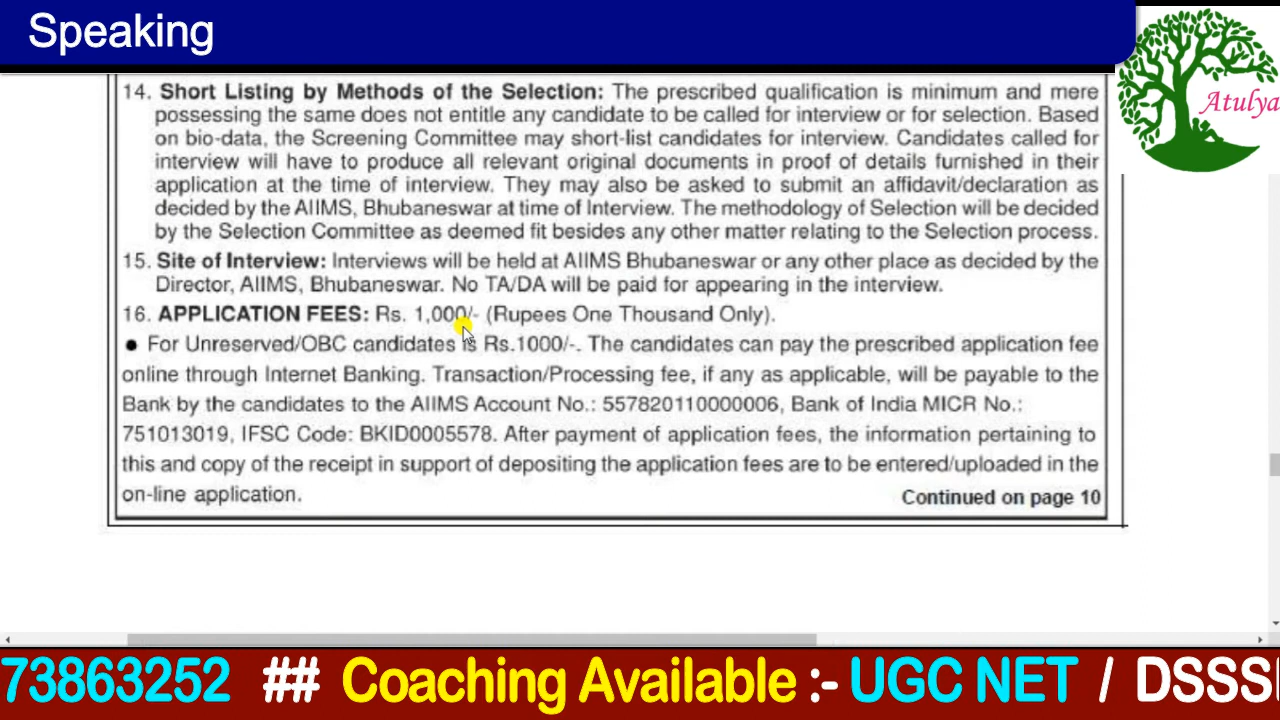 Speaking
Atulya
14. Short Listing by Methods of the Selection: The prescribed qualification is minimum and mere
possessing the same does not entitle any candidate to be called for interview or for selection. Based
on bio-data, the Screening Committee may short-list candidates for interview. Candidates called for
interview will have to produce all relevant original documents in proof of details furnished in their
application at the time of interview. They may also be asked to submit an affidavit/declaration as
decided by the AIIMS, Bhubaneswar at time of Interview. The methodology of Selection will be decided
by the Selection Committee as deemed fit besides any other matter relating to the Selection process.
15. Site of Interview: Interviews will be held at AIIMS Bhubaneswar or any other place as decided by the
Director, AIIMS, Bhubaneswar. No TA/DA will be paid for appearing in the interview.
16. APPLICATION FEES: Rs. 1,000/- (Rupees One Thousand Only).
● For Unreserved/OBC candidates is Rs.1000/-. The candidates can pay the prescribed application fee
online through Internet Banking. Transaction/Processing fee, if any as applicable, will be payable to the
Bank by the candidates to the AIIMS Account No.: 557820110000006, Bank of India MICR No.:
751013019, IFSC Code: BKID0005578. After payment of application fees, the information pertaining to
this and copy of the receipt in support of depositing the application fees are to be entered/uploaded in the
on-line application.
Continued on page 10
73863252 ## Coaching Available :- UGC NET / DSSS